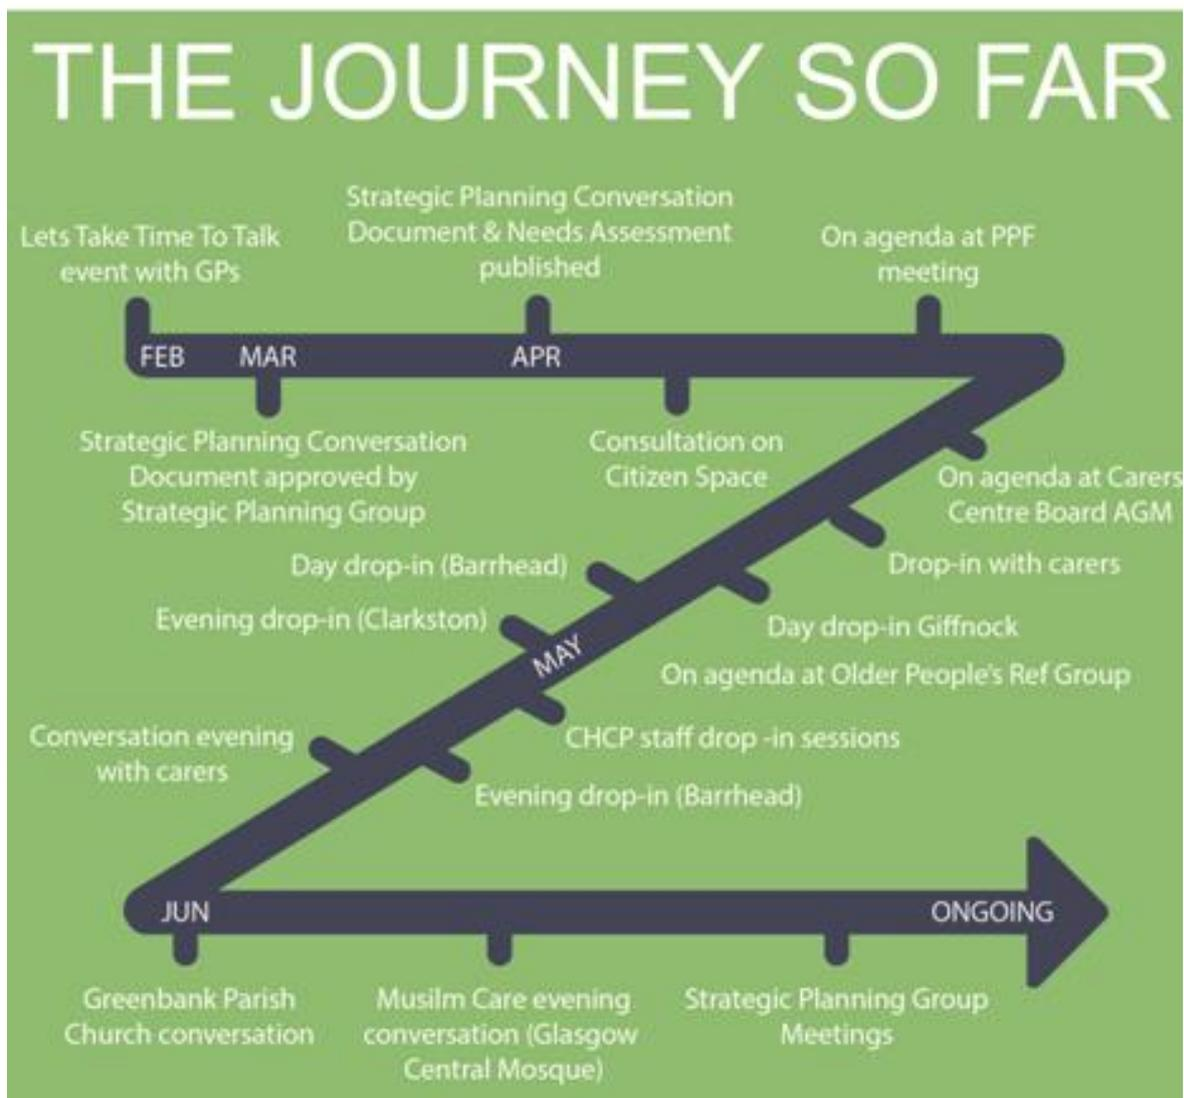 THE JOURNEY SO FAR
Lets Take Time To Talk
event with GPs
Strategic Planning Conversation
Document & Needs Assessment
published
On agenda at PPF
meeting
FEB
MAR
APR
Strategic Planning Conversation
Document approved by
Strategic Planning Group
Consultation on
Citizen Space
On agenda at Carers
Centre Board AGM
Drop-in with carers
Day drop-in (Barrhead)
Day drop-in Giffnock
Evening drop-in (Clarkston)
MAY
On agenda at Older People's Ref Group
CHCP staff drop -in sessions
Conversation evening
with carers
Evening drop-in (Barrhead)
JUN
ONGOING
Greenbank Parish
Church conversation
Musilm Care evening
conversation (Glasgow
Central Mosque)
Strategic Planning Group
Meetings